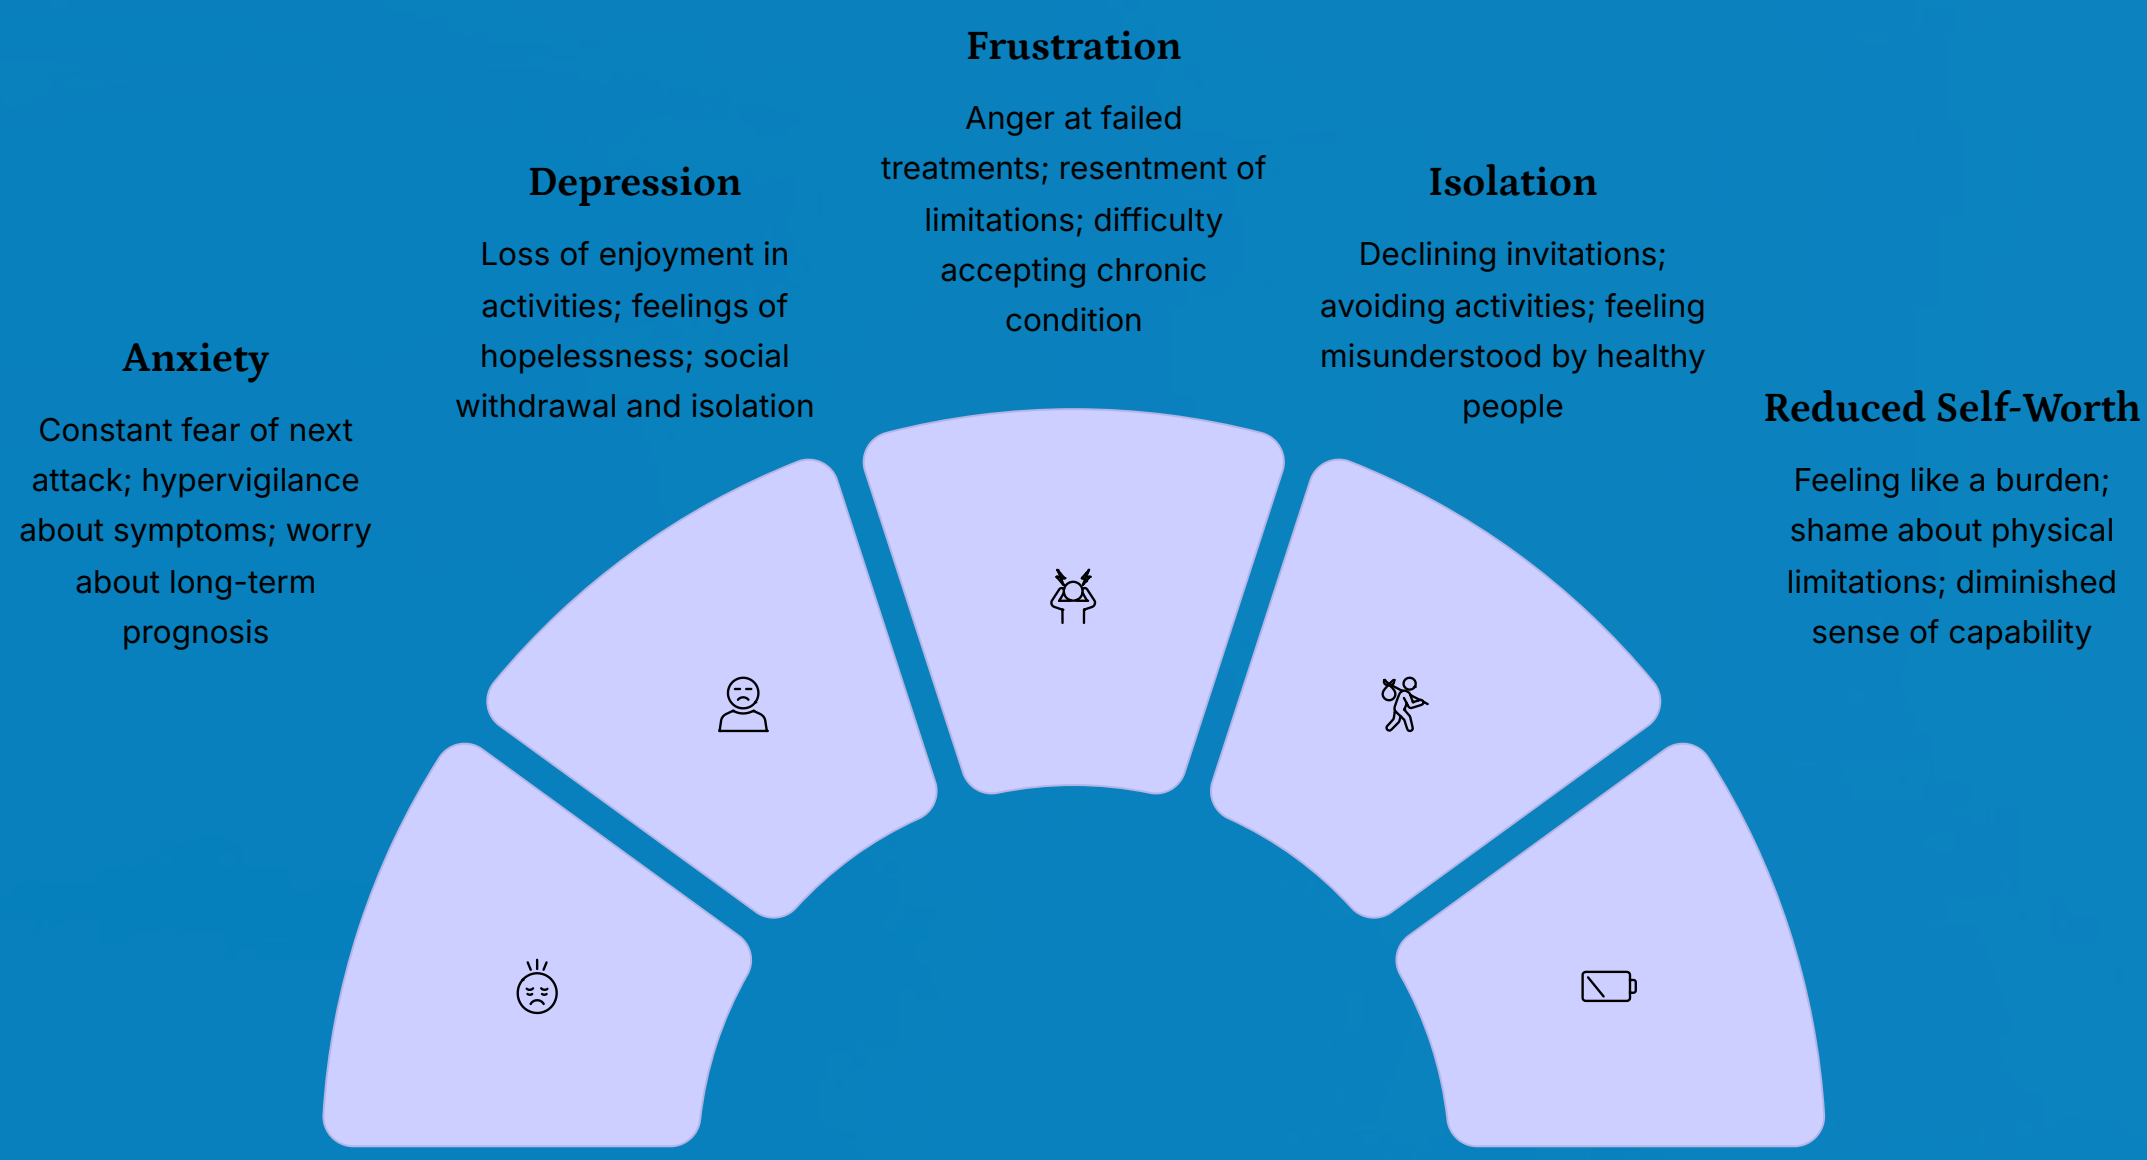 Frustration
Anger at failed
treatments; resentment of
limitations; difficulty
accepting chronic
condition
Depression
Loss of enjoyment in
activities; feelings of
hopelessness; social
withdrawal and isolation
Isolation
Declining invitations;
avoiding activities; feeling
misunderstood by healthy
people
Anxiety
Constant fear of next
attack; hypervigilance
about symptoms; worry
about long-term
prognosis
Reduced Self-Worth
Feeling like a burden;
shame about physical
limitations; diminished
sense of capability